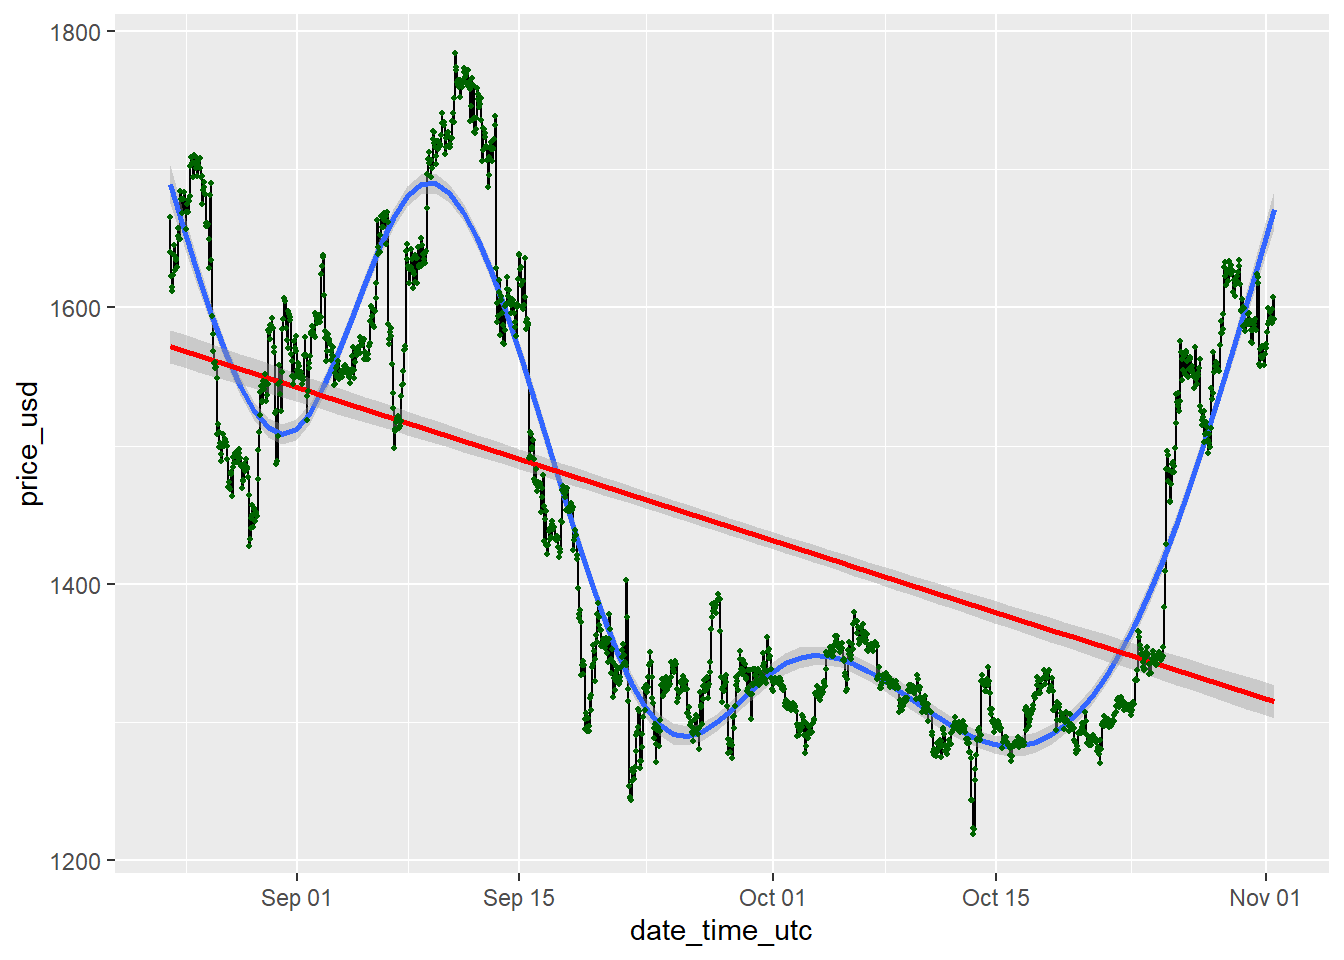 1800
1600
1400
1200
price_usd
Sep 01
Sep 15
Oct 01
Oct 15
Nov 01
date_time_utc